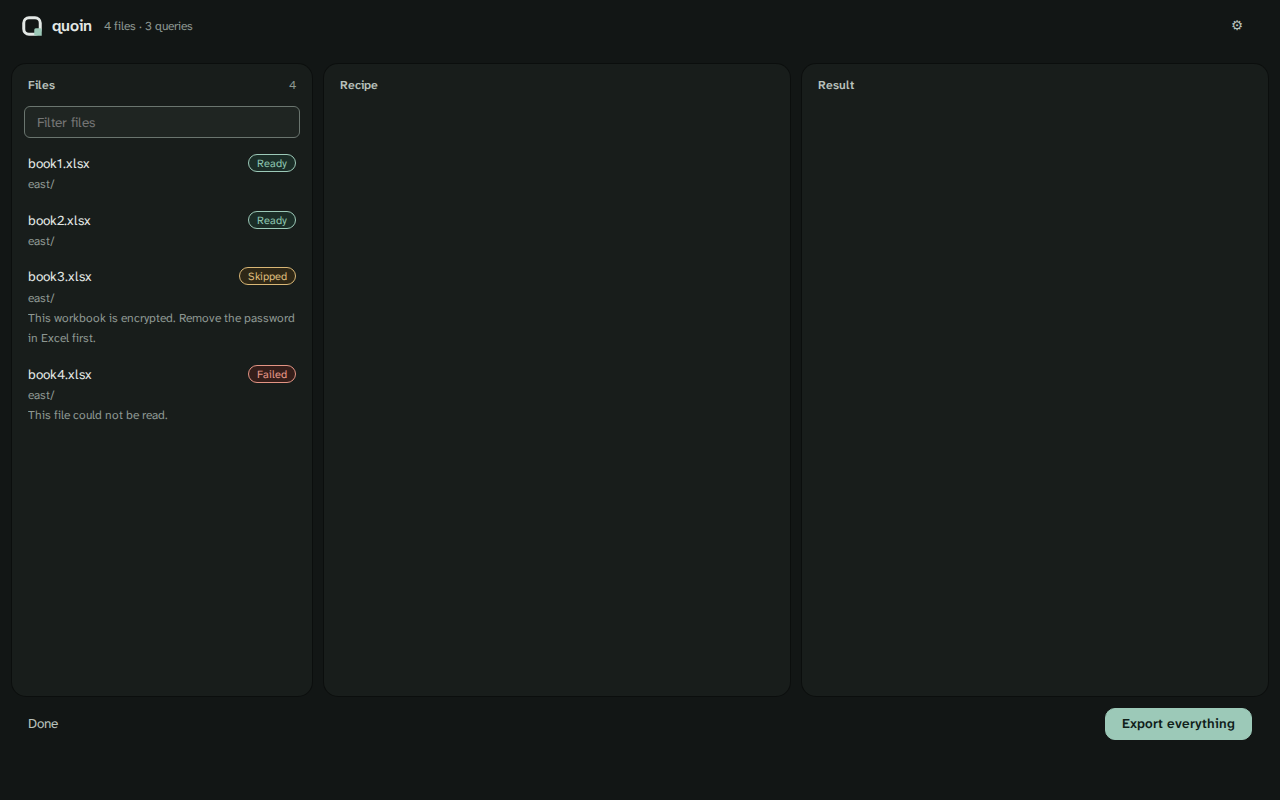 quoin 4 files · 3 queries
Files 4
Filter files
book1.xlsx Ready
east/
book2.xlsx Ready
east/
book3.xlsx Skipped
east/
This workbook is encrypted. Remove the password
in Excel first.
book4.xlsx Failed
east/
This file could not be read.
Recipe
Result
Done
Export everything